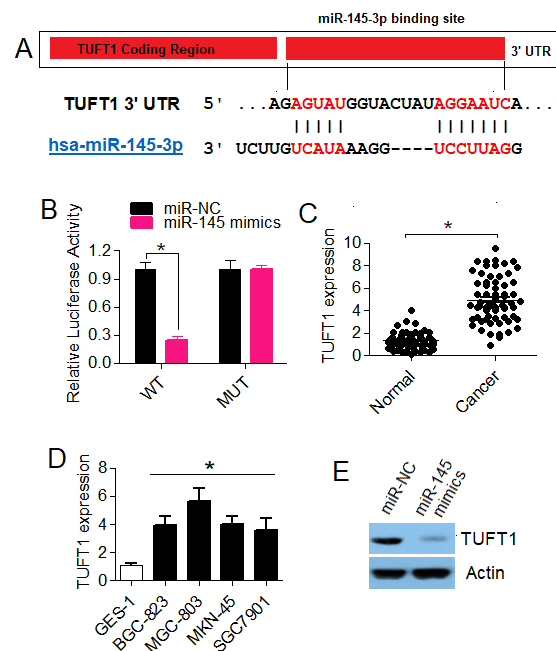 miR-145-3p binding site
A
TUFT1 Coding Region
3' UTR
TUFT1 3' UTR 5' ...AGAGUAUGGUACUAUAGGAAUCA...
hsa-miR-145-3p 3' UCUUGUCAUAAAGG----UCCUUAGG
B
miR-NC
miR-145 mimics
Relative Luciferase Activity
1.2
0.9
0.6
0.3
0.0
*
WT
MUT
C
TUFT1 expression
10
8
6
4
2
0
*
Normal
Cancer
D
TUFT1 expression
8
6
4
2
0
*
GES-1
BGC-823
MGC-803
MKN-45
SGC7901
E
miR-NC
miR-145
mimics
TUFT1
Actin